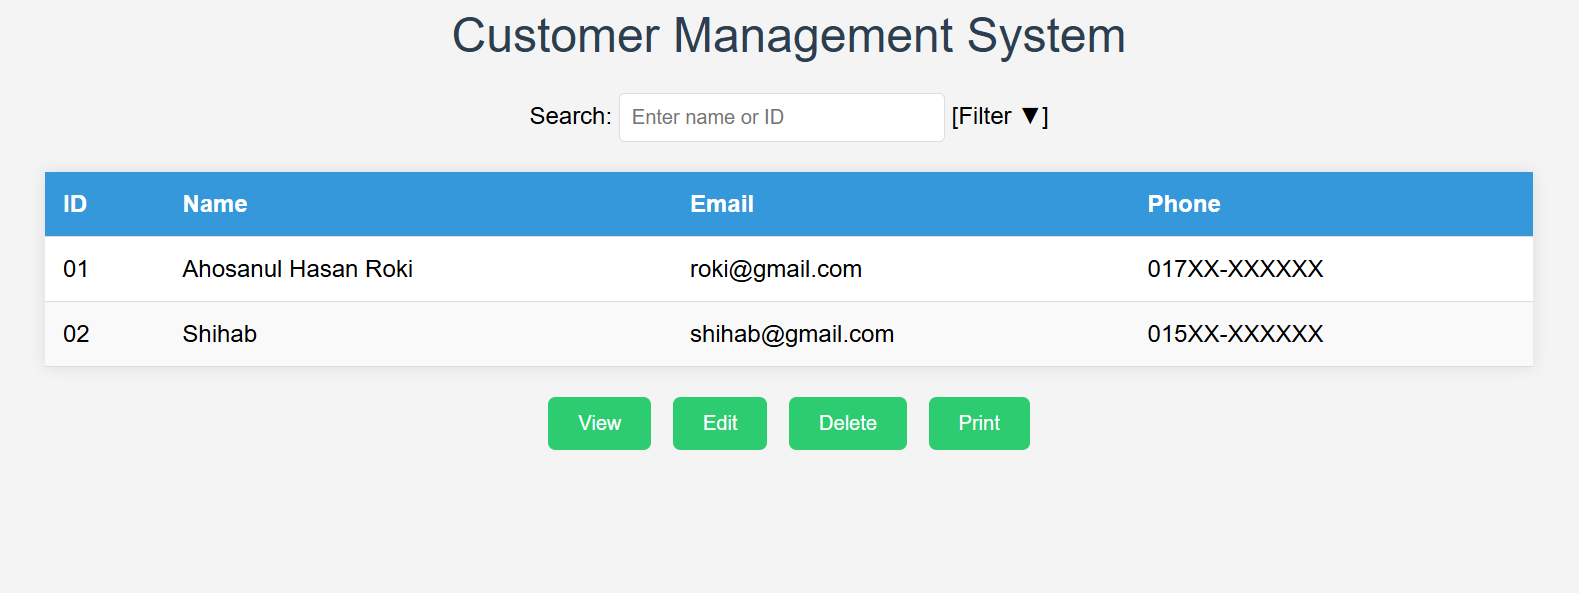 Customer Management System
Search: Enter name or ID [Filter ▼]
ID Name Email Phone
01 Ahosanul Hasan Roki roki@gmail.com 017XX-XXXXXX
02 Shihab shihab@gmail.com 015XX-XXXXXX
View Edit Delete Print